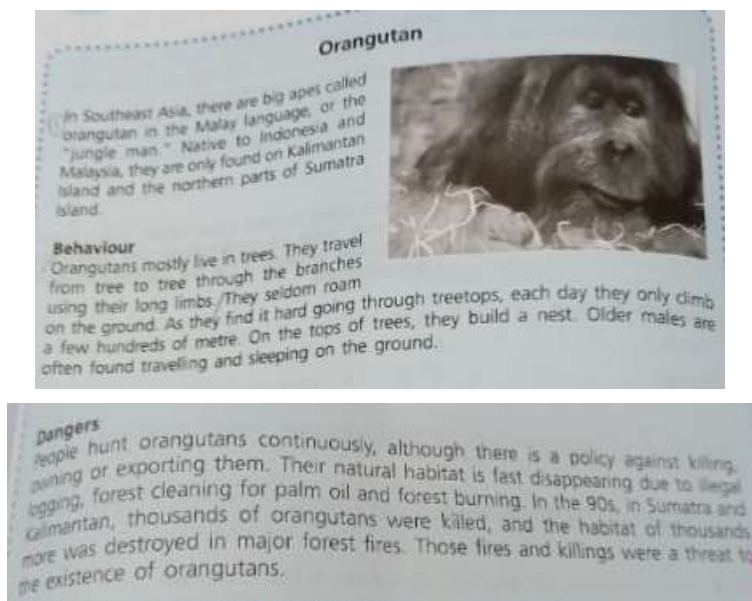 Orangutan
In Southeast Asia, there are big apes called
orangutan in the Malay language, or the
"jungle man." Native to Indonesia and
Malaysia, they are only found on Kalimantan
Island and the northern parts of Sumatra
Island.
Behaviour
Orangutans mostly live in trees. They travel
from tree to tree through the branches
using their long limbs. They seldom roam
on the ground. As they find it hard going through treetops, each day they only climb
a few hundreds of metre. On the tops of trees, they build a nest. Older males are
often found travelling and sleeping on the ground.
Dangers
People hunt orangutans continuously, although there is a policy against killing,
owning or exporting them. Their natural habitat is fast disappearing due to illegal
logging, forest cleaning for palm oil and forest burning. In the 90s, in Sumatra and
Kalimantan, thousands of orangutans were killed, and the habitat of thousands
more was destroyed in major forest fires. Those fires and killings were a threat to
the existence of orangutans.